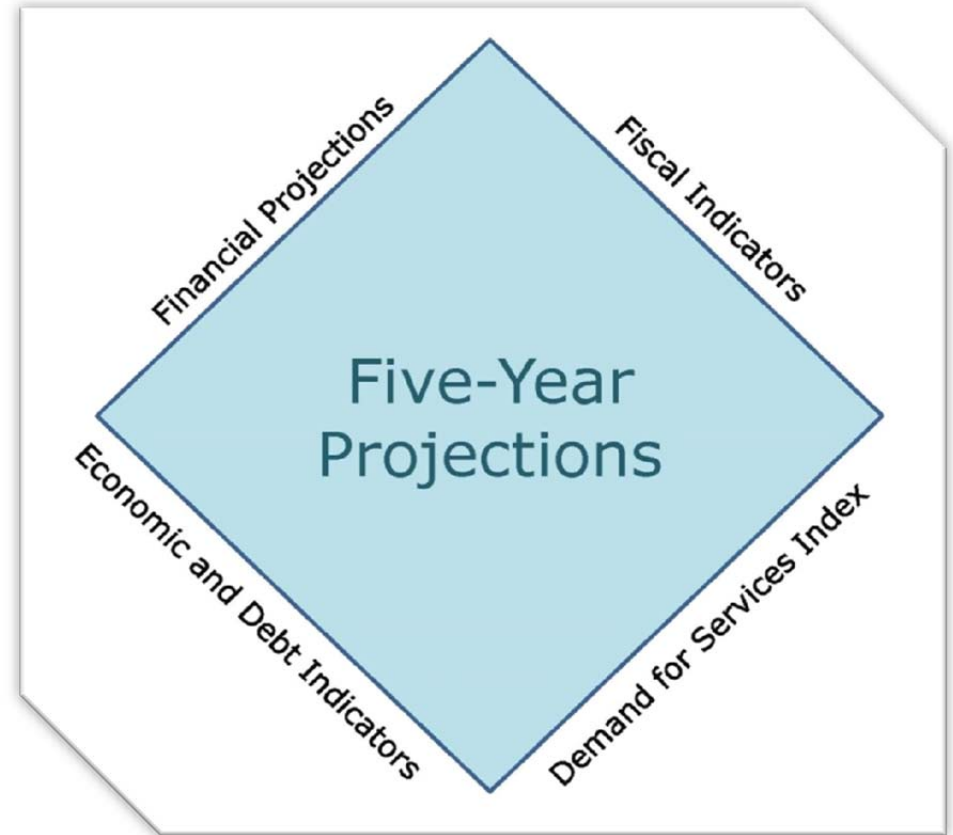 Financial Projections
Fiscal Indicators
Five-Year
Projections
Economic and Debt Indicators
Demand for Services Index